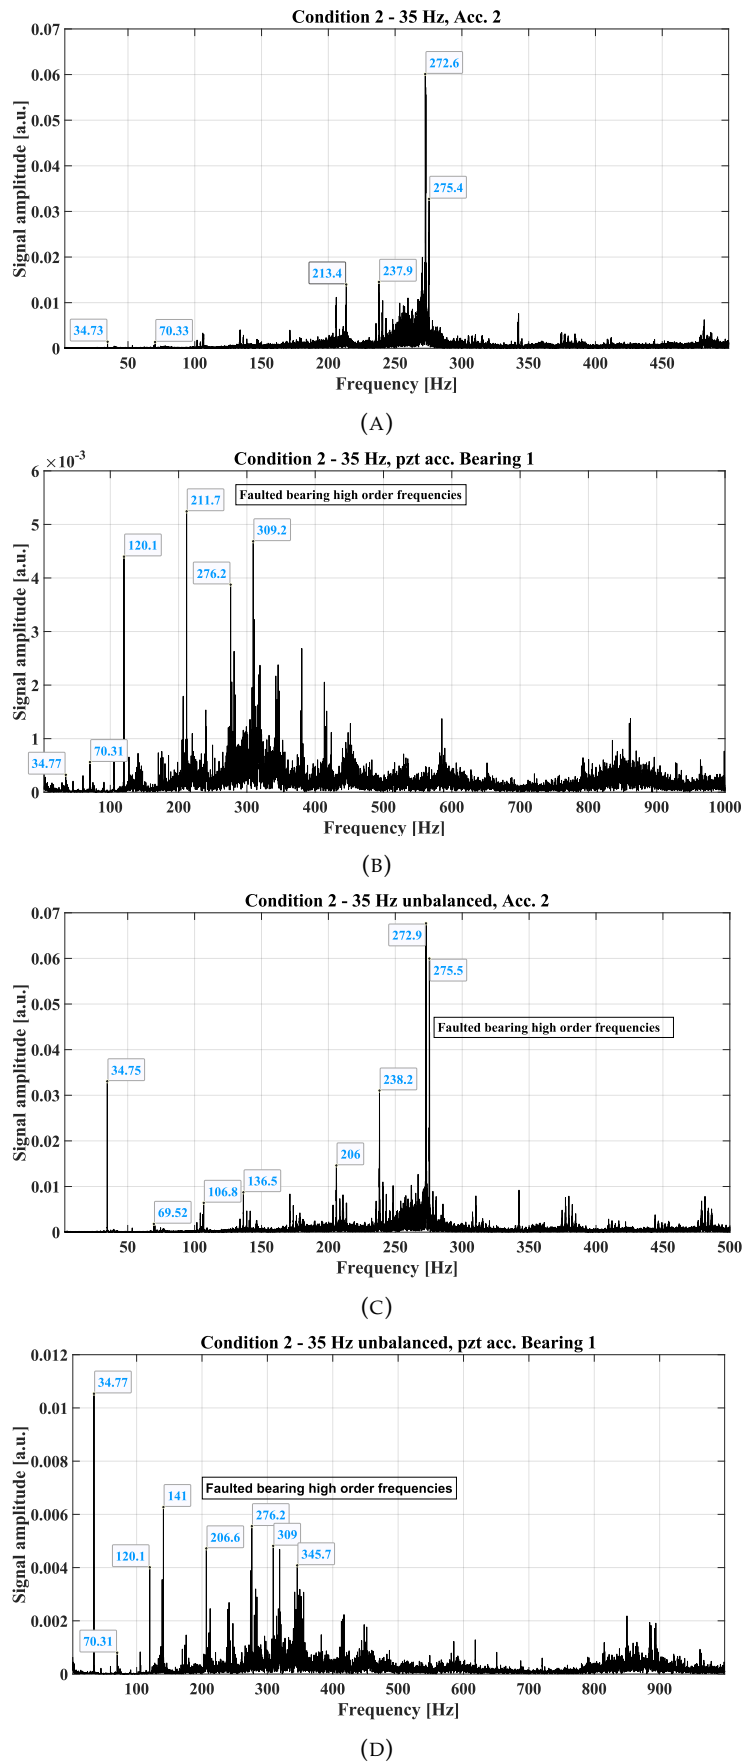 Condition 2 - 35 Hz, Acc. 2
0.07
0.06
0.05
0.04
0.03
0.02
0.01
0
Signal amplitude [a.u.]
272.6
275.4
213.4
237.9
34.73
70.33
50 100 150 200 250 300 350 400 450
Frequency [Hz]
(A)
Condition 2 - 35 Hz, pzt acc. Bearing 1
×10-3
6
5
4
3
2
1
0
Signal amplitude [a.u.]
Faulted bearing high order frequencies
211.7
309.2
120.1
276.2
70.31
34.77
100 200 300 400 500 600 700 800 900 1000
Frequency [Hz]
(B)
Condition 2 - 35 Hz unbalanced, Acc. 2
0.07
0.06
0.05
0.04
0.03
0.02
0.01
0
Signal amplitude [a.u.]
272.9
275.5
Faulted bearing high order frequencies
34.75
238.2
206
136.5
106.8
69.52
50 100 150 200 250 300 350 400 450 500
Frequency [Hz]
(C)
Condition 2 - 35 Hz unbalanced, pzt acc. Bearing 1
0.012
0.01
0.008
0.006
0.004
0.002
0
Signal amplitude [a.u.]
34.77
Faulted bearing high order frequencies
141
276.2
206.6
309
120.1
345.7
70.31
100 200 300 400 500 600 700 800 900
Frequency [Hz]
(D)